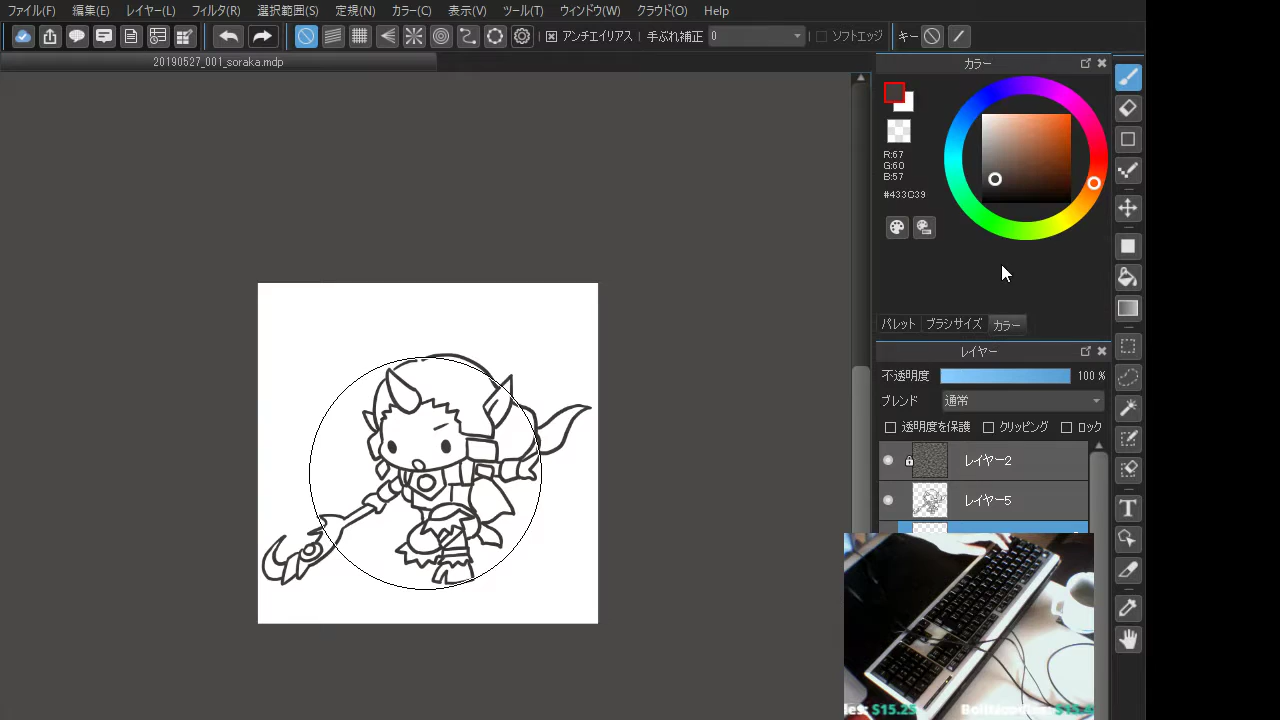 ファイル(F) 編集(E) レイヤー(L) フィルタ(R) 選択範囲(S) 定規(N) カラー(C) 表示(V) ツール(T) ウィンドウ(W) クラウド(O) Help
アンチエイリアス 手ぶれ補正 0 ソフトエッジ キー
20190527_001_soraka.mdp
カラー
R:67
G:60
B:57
#433C39
パレット ブラシサイズ カラー
レイヤー
不透明度 100 %
ブレンド 通常
透明度を保護 クリッピング ロック
レイヤー2
レイヤー5
T
$15.25